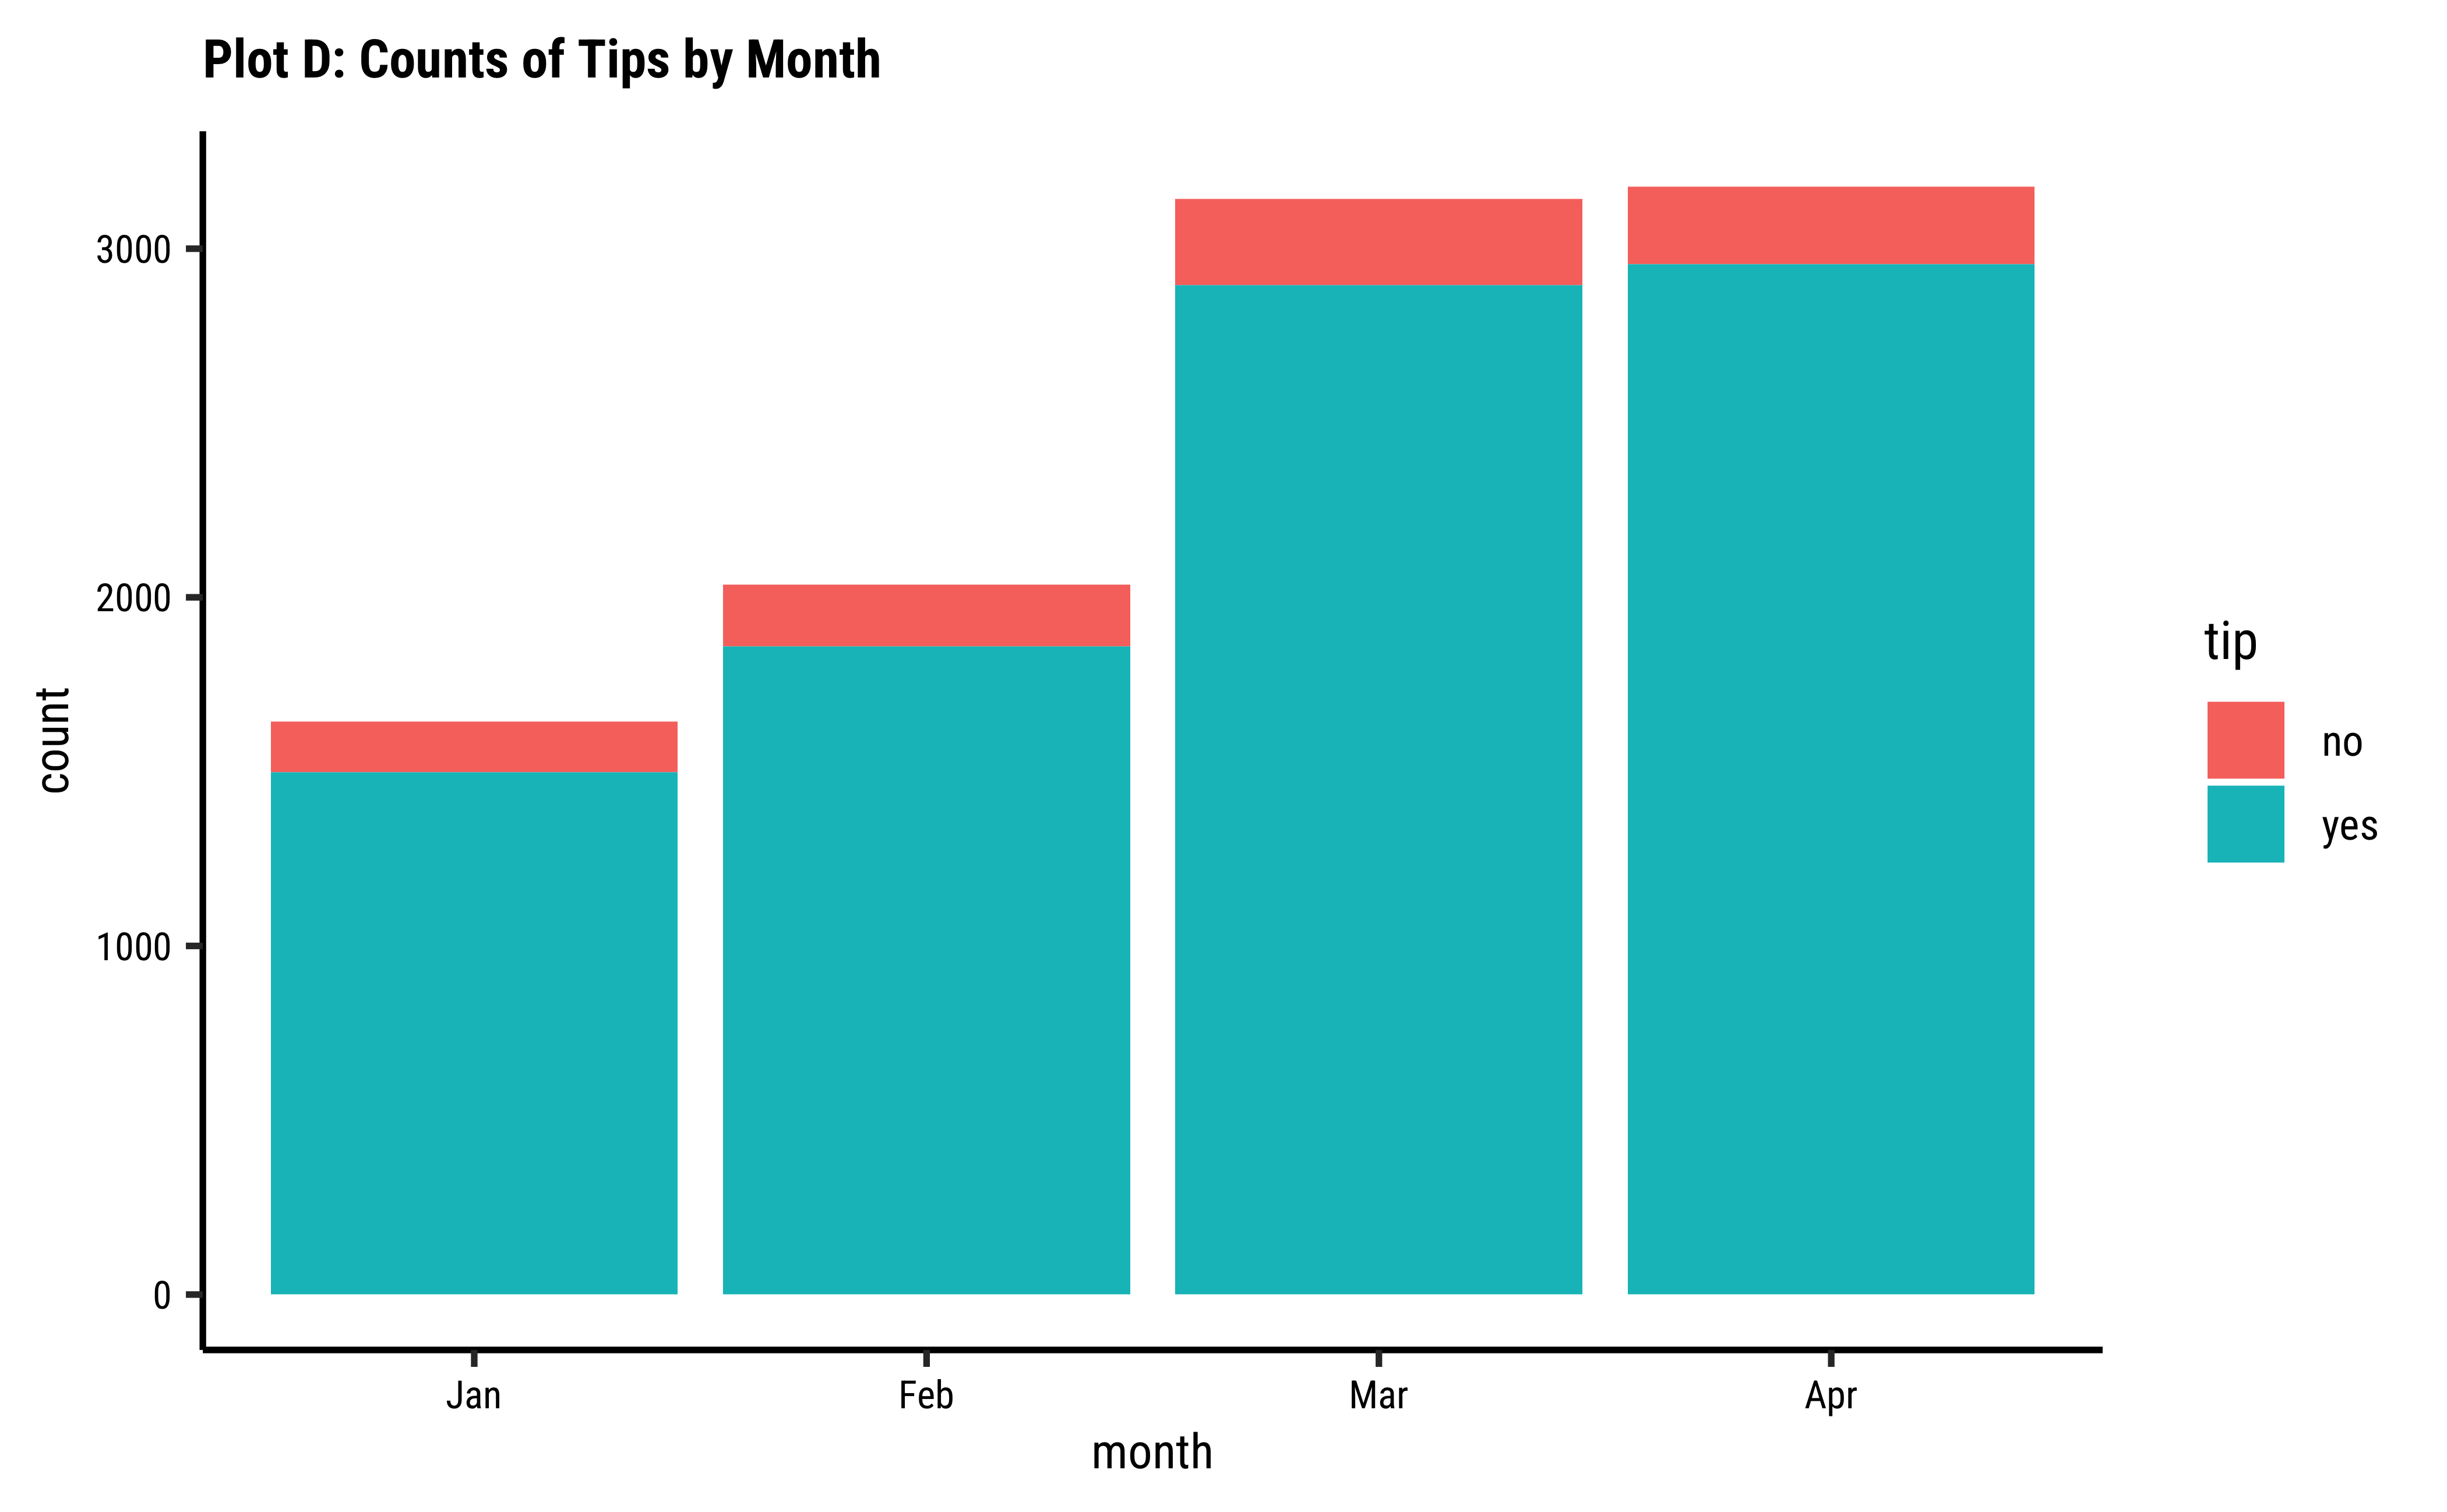 Plot D: Counts of Tips by Month
count
3000
2000
1000
0
Jan
Feb
Mar
Apr
month
tip
no
yes